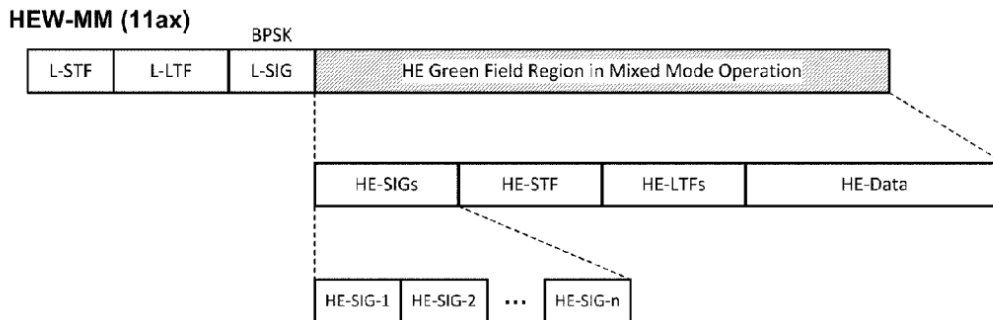 HEW-MM (11ax)
BPSK
L-STF L-LTF L-SIG HE Green Field Region in Mixed Mode Operation
HE-SIGs HE-STF HE-LTFs HE-Data
HE-SIG-1 HE-SIG-2 ... HE-SIG-n